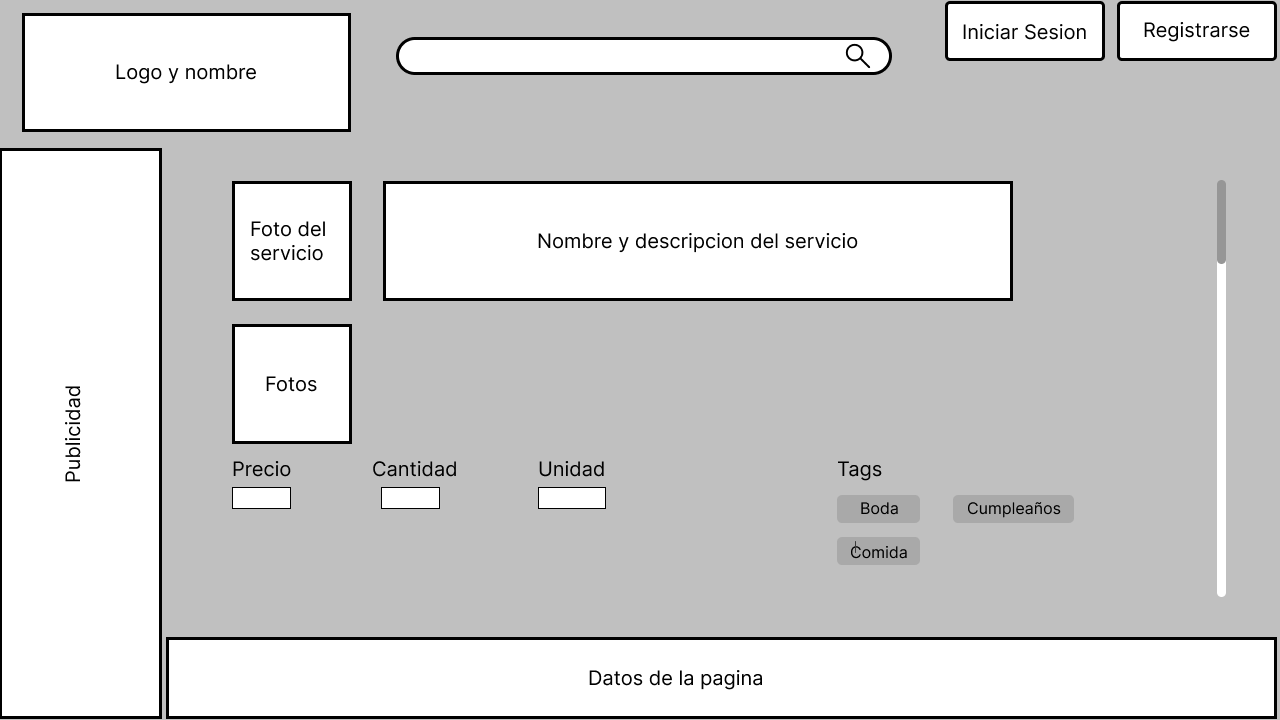 Logo y nombre
Iniciar Sesion
Registrarse
Publicidad
Foto del
servicio
Nombre y descripcion del servicio
Fotos
Precio
Cantidad
Unidad
Tags
Boda
Cumpleaños
Comida
Datos de la pagina